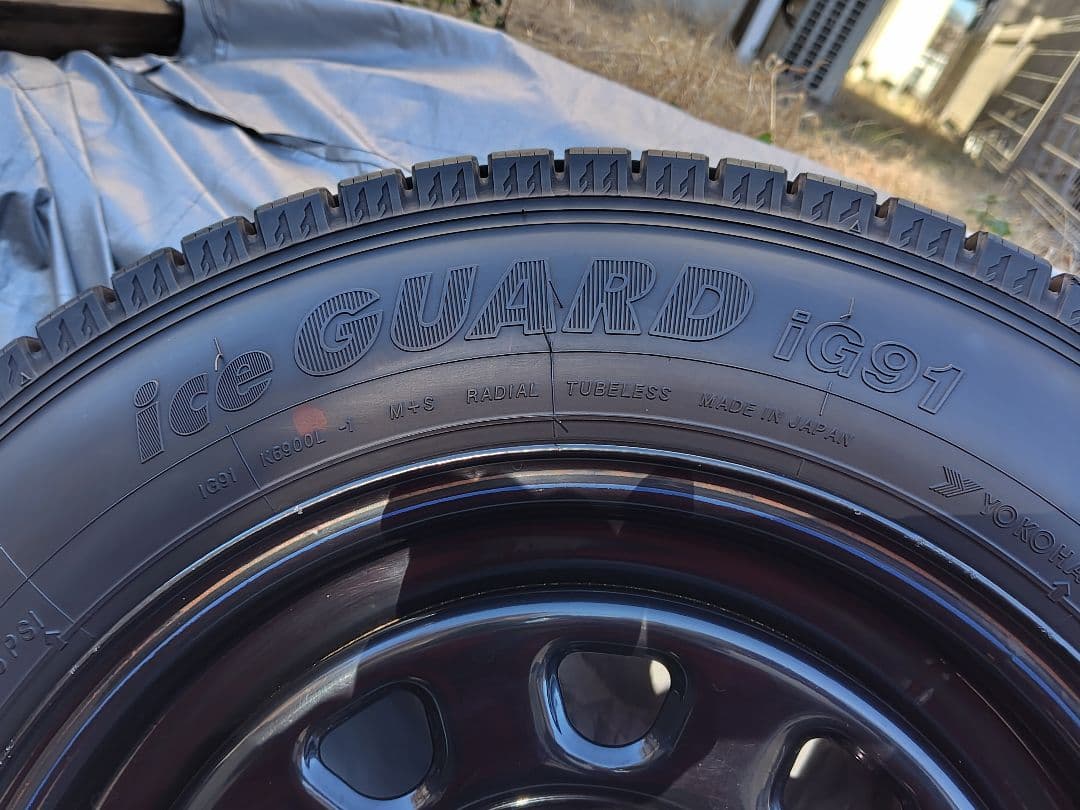 ice GUARD iG91
IG91 K6900L -1 M+S RADIAL TUBELESS MADE IN JAPAN
YOKOHA
PSI